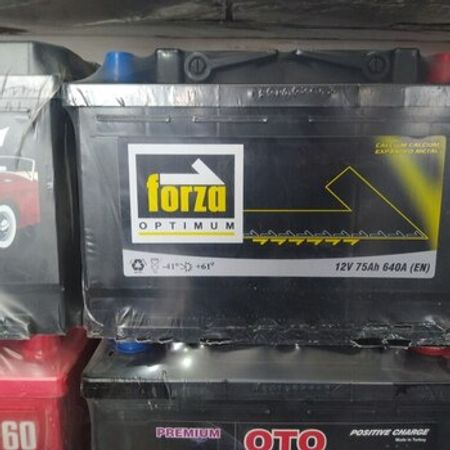 CALCIUM CALCIUM
EXPANDED METAL
forza
OPTIMUM
-41° +61°
12V 75Ah 640A (EN)
60
PREMIUM
OTO
POSITIVE CHARGE
Made in Turkey